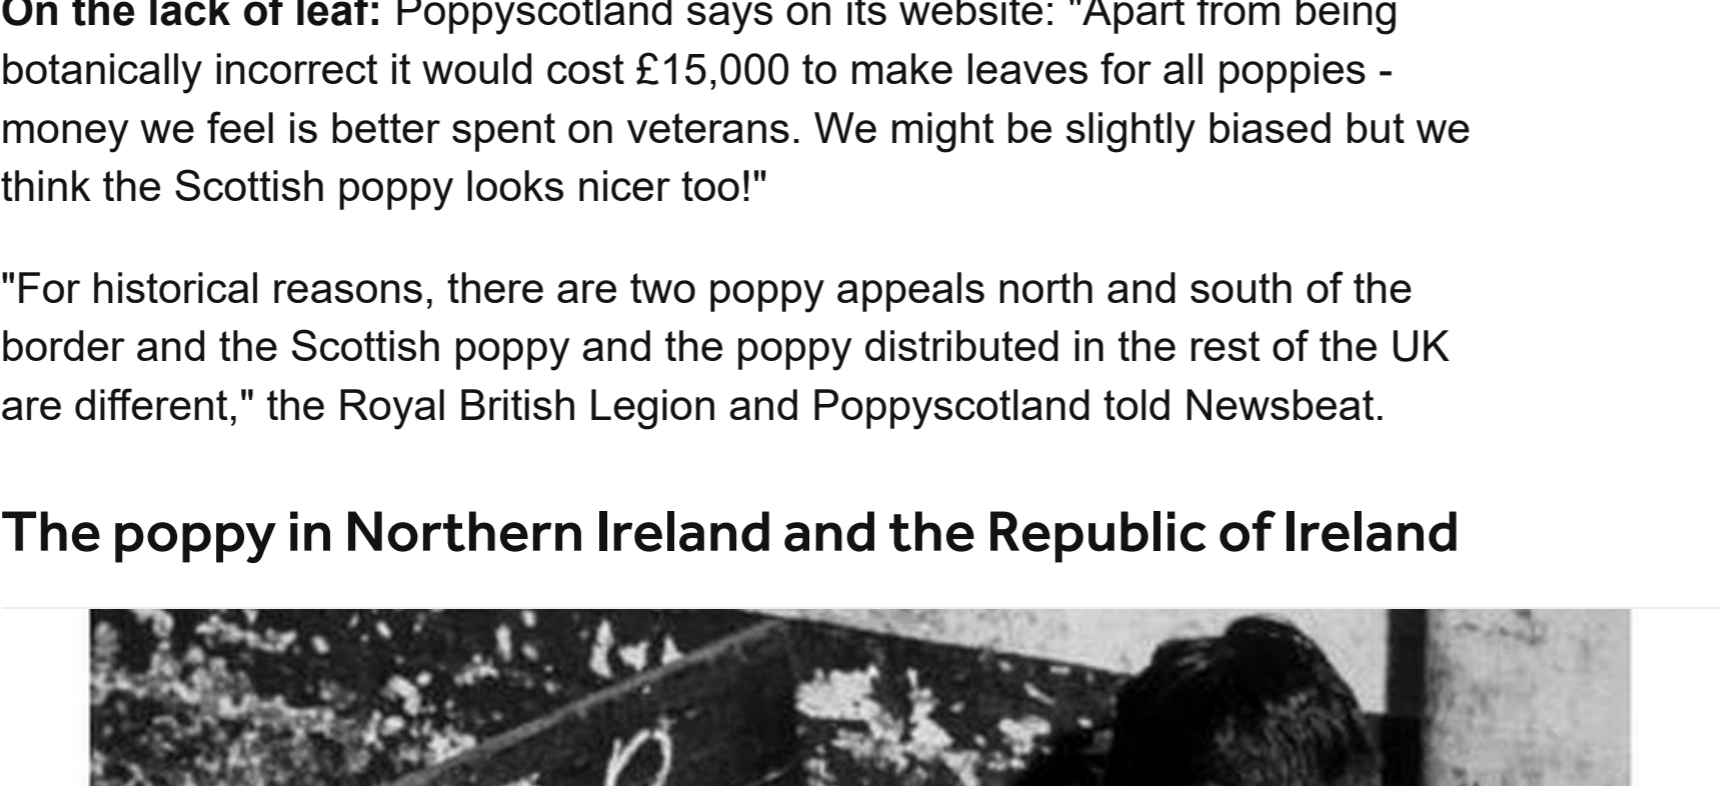 On the lack of leaf: Poppyscotland says on its website: "Apart from being
botanically incorrect it would cost £15,000 to make leaves for all poppies -
money we feel is better spent on veterans. We might be slightly biased but we
think the Scottish poppy looks nicer too!"
"For historical reasons, there are two poppy appeals north and south of the
border and the Scottish poppy and the poppy distributed in the rest of the UK
are different," the Royal British Legion and Poppyscotland told Newsbeat.
The poppy in Northern Ireland and the Republic of Ireland